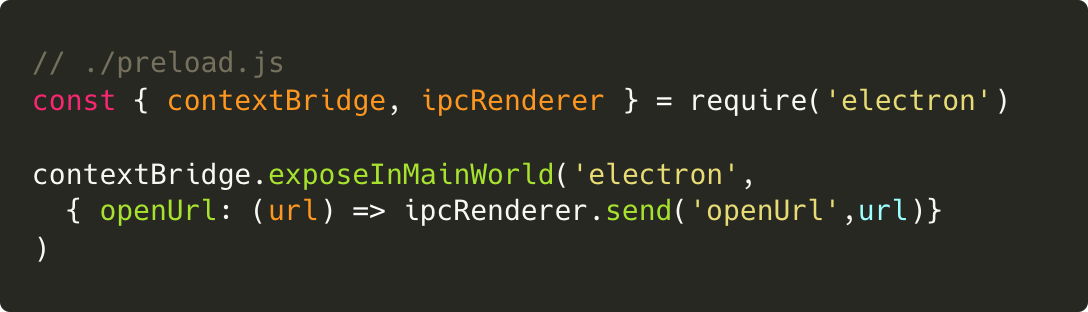 // ./preload.js
const { contextBridge, ipcRenderer } = require('electron')
contextBridge.exposeInMainWorld('electron',
{ openUrl: (url) => ipcRenderer.send('openUrl',url)}
)